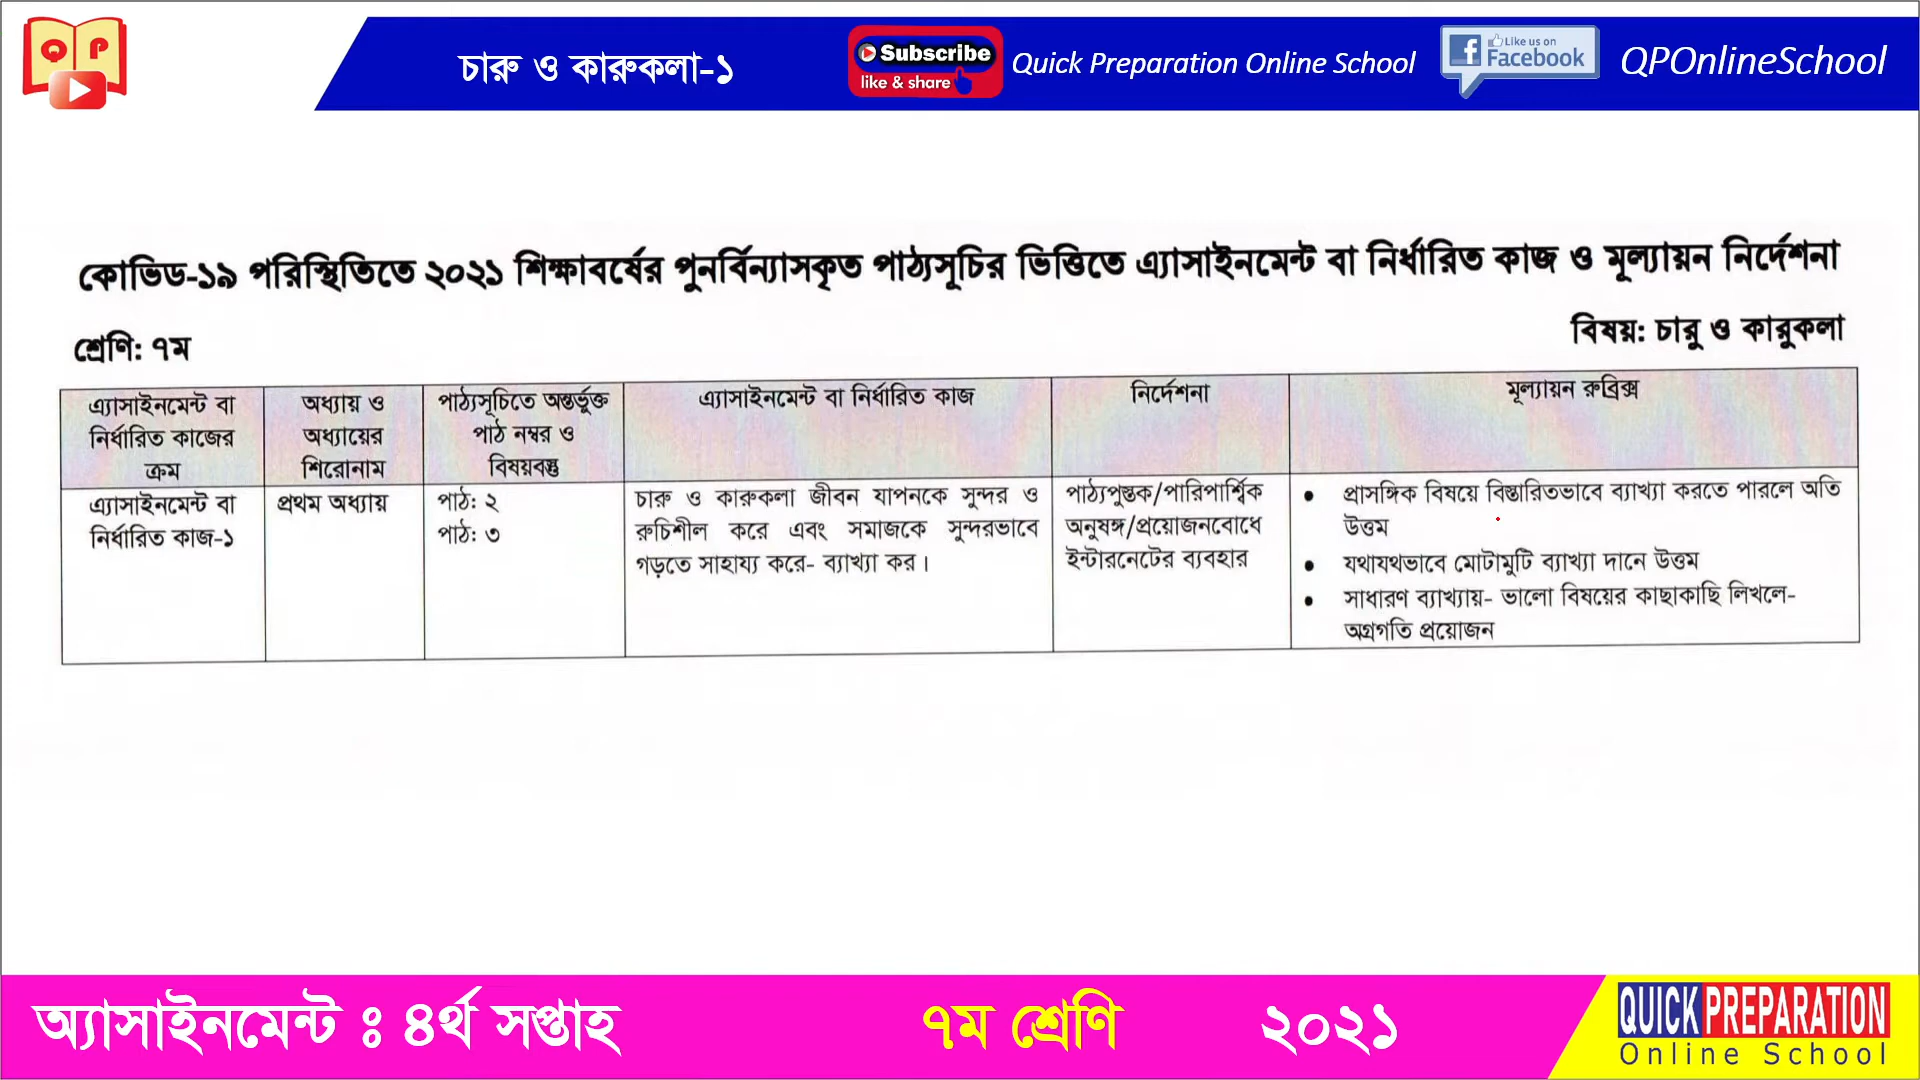 QP
চারু ও কারুকলা-১
Subscribe
like & share
Quick Preparation Online School
Like us on
Facebook
QPOnlineSchool
কোভিড-১৯ পরিস্থিতিতে ২০২১ শিক্ষাবর্ষের পুনর্বিন্যাসকৃত পাঠ্যসূচির ভিত্তিতে এ্যাসাইনমেন্ট বা নির্ধারিত কাজ ও মূল্যায়ন নির্দেশনা
শ্রেণি: ৭ম
বিষয়: চারু ও কারুকলা
এ্যাসাইনমেন্ট বা
নির্ধারিত কাজের
ক্রম
অধ্যায় ও
অধ্যায়ের
শিরোনাম
পাঠ্যসূচিতে অন্তর্ভুক্ত
পাঠ নম্বর ও
বিষয়বস্তু
এ্যাসাইনমেন্ট বা নির্ধারিত কাজ
নির্দেশনা
মূল্যায়ন রুব্রিক্স
এ্যাসাইনমেন্ট বা
নির্ধারিত কাজ-১
প্রথম অধ্যায়
পাঠ: ২
পাঠ: ৩
চারু ও কারুকলা জীবন যাপনকে সুন্দর ও
রুচিশীল করে এবং সমাজকে সুন্দরভাবে
গড়তে সাহায্য করে- ব্যাখ্যা কর।
পাঠ্যপুস্তক/পারিপার্শ্বিক
অনুষঙ্গ/প্রয়োজনবোধে
ইন্টারনেটের ব্যবহার
• প্রাসঙ্গিক বিষয়ে বিস্তারিতভাবে ব্যাখ্যা করতে পারলে অতি
উত্তম
• যথাযথভাবে মোটামুটি ব্যাখ্যা দানে উত্তম
• সাধারণ ব্যাখ্যায়- ভালো বিষয়ের কাছাকাছি লিখলে-
অগ্রগতি প্রয়োজন
অ্যাসাইনমেন্ট ঃ ৪র্থ সপ্তাহ
৭ম শ্রেণি
২০২১
QUICK PREPARATION
Online School